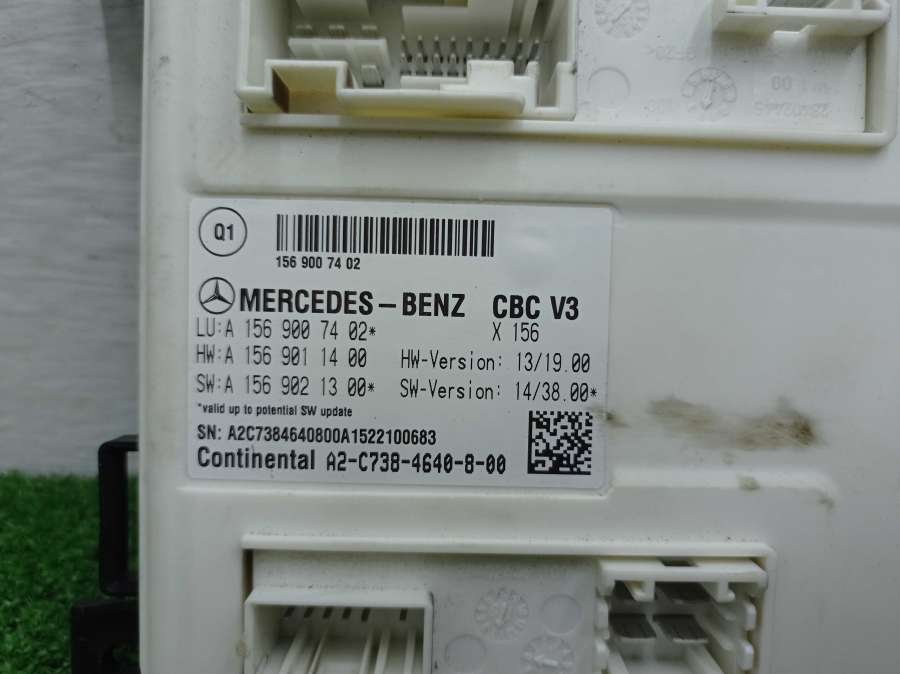 Q1
156 900 74 02
MERCEDES-BENZ CBC V3
LU:A 156 900 74 02* X 156
HW:A 156 901 14 00 HW-Version: 13/19.00
SW:A 156 902 13 00* SW-Version: 14/38.00*
*valid up to potential SW update
SN: A2C7384640800A1522100683
Continental A2-C738-4640-8-00